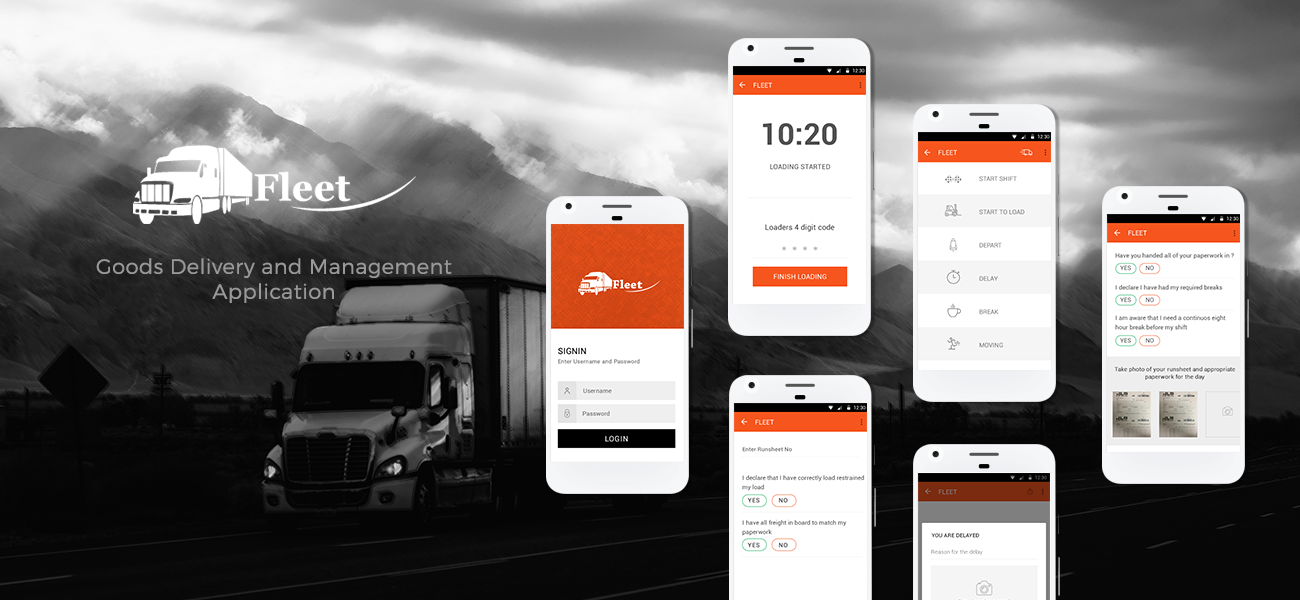 Fleet
Goods Delivery and Management
Application
Fleet
SIGNIN
Enter Username and Password
Username
Password
LOGIN
12:30
FLEET
10:20
LOADING STARTED
Loaders 4 digit code
FINISH LOADING
12:30
FLEET
Enter Runsheet No
I declare that I have correctly load restrained
my load
YES NO
I have all freight in board to match my
paperwork
YES NO
12:30
FLEET
START SHIFT
START TO LOAD
DEPART
DELAY
BREAK
MOVING
12:30
FLEET
YOU ARE DELAYED
Reason for the delay
12:30
FLEET
Have you handed all of your paperwork in ?
YES NO
I declare I have had my required breaks
YES NO
I am aware that I need a continuos eight
hour break before my shift
YES NO
Take photo of your runsheet and appropriate
paperwork for the day